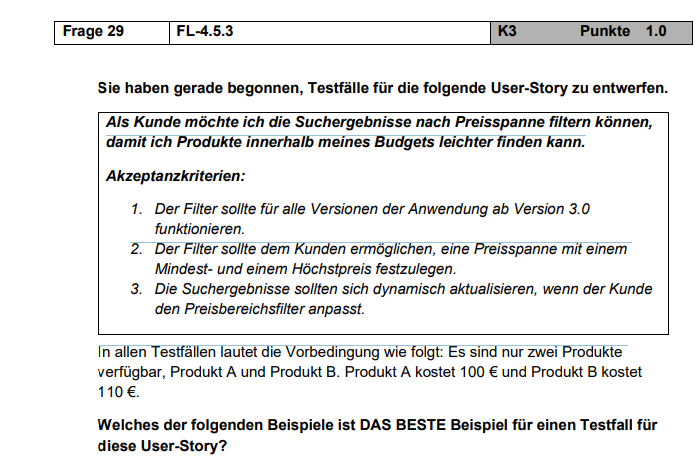 Frage 29 FL-4.5.3 K3 Punkte 1.0
Sie haben gerade begonnen, Testfälle für die folgende User-Story zu entwerfen.
Als Kunde möchte ich die Suchergebnisse nach Preisspanne filtern können,
damit ich Produkte innerhalb meines Budgets leichter finden kann.
Akzeptanzkriterien:
1. Der Filter sollte für alle Versionen der Anwendung ab Version 3.0
funktionieren.
2. Der Filter sollte dem Kunden ermöglichen, eine Preisspanne mit einem
Mindest- und einem Höchstpreis festzulegen.
3. Die Suchergebnisse sollten sich dynamisch aktualisieren, wenn der Kunde
den Preisbereichsfilter anpasst.
In allen Testfällen lautet die Vorbedingung wie folgt: Es sind nur zwei Produkte
verfügbar, Produkt A und Produkt B. Produkt A kostet 100 € und Produkt B kostet
110 €.
Welches der folgenden Beispiele ist DAS BESTE Beispiel für einen Testfall für
diese User-Story?